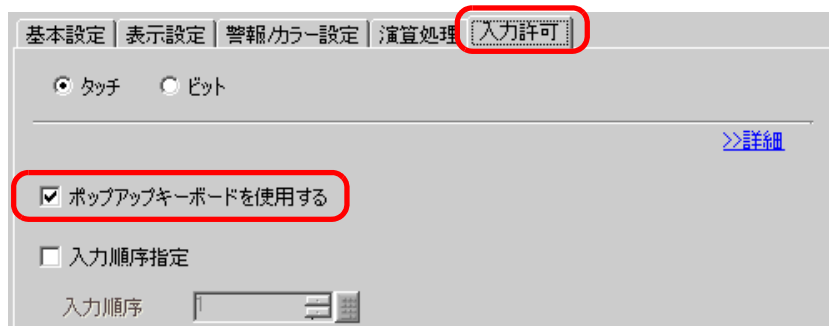 基本設定 表示設定 警報/カラー設定 演算処理 入力許可
タッチ ビット
>>詳細
ポップアップキーボードを使用する
入力順序指定
入力順序 1